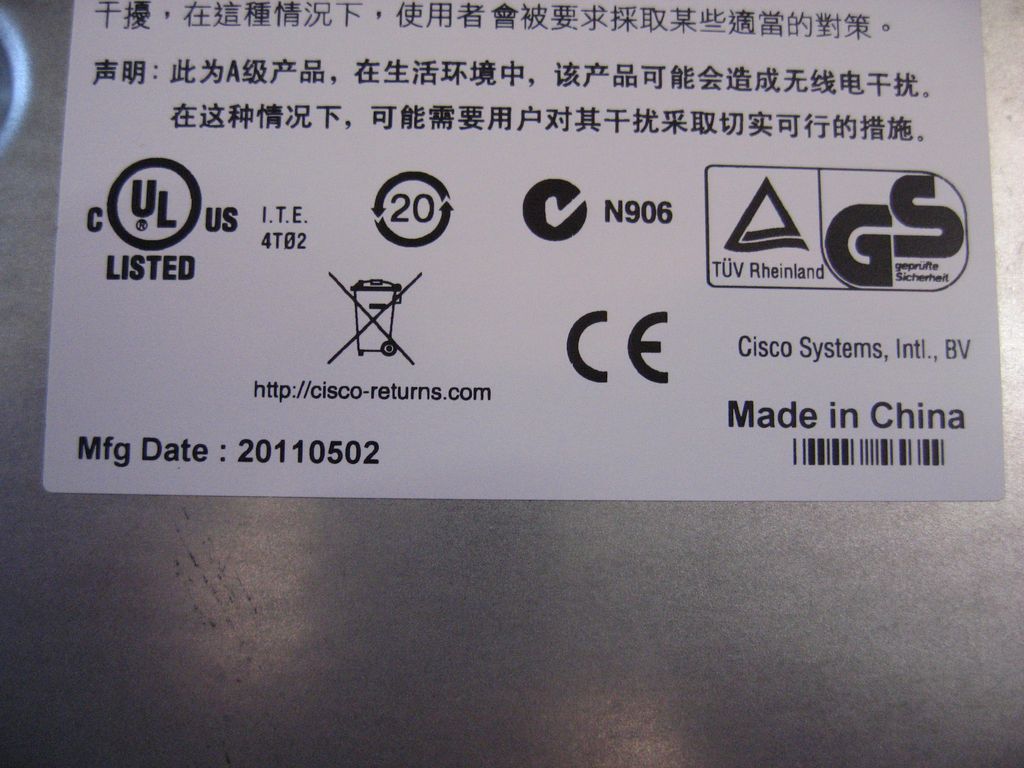 干擾，在這種情況下，使用者會被要求採取某些適當的對策。
声明：此为A级产品，在生活环境中，该产品可能会造成无线电干扰。
在这种情况下，可能需要用户对其干扰采取切实可行的措施。
C UL ® US
LISTED
I.T.E.
4TØ2
20
N906
TÜV Rheinland
GS
geprüfte
Sicherheit
CE
http://cisco-returns.com
Cisco Systems, Intl., BV
Made in China
Mfg Date : 20110502